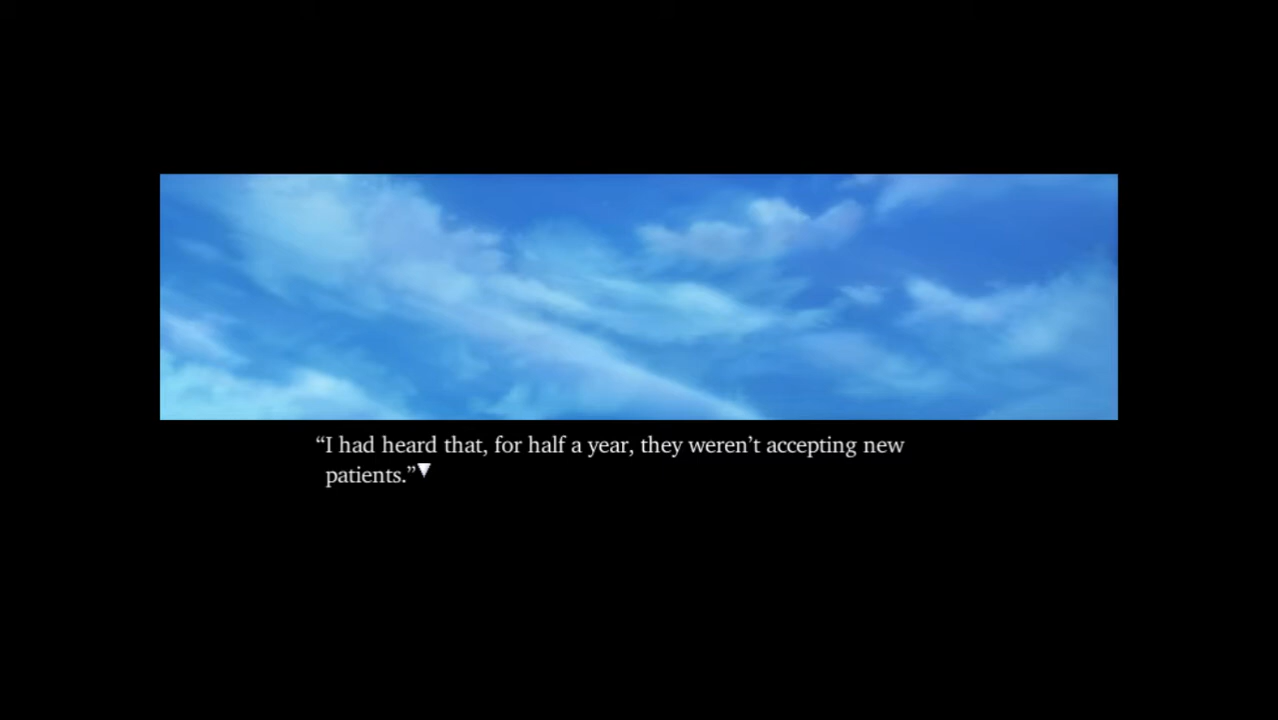 “I had heard that, for half a year, they weren’t accepting new
patients.”